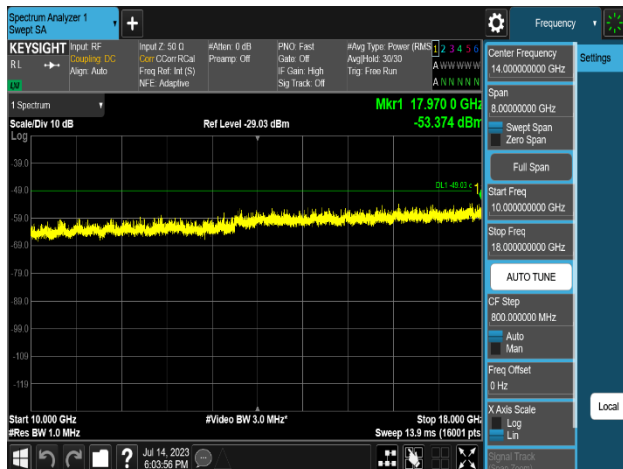 Spectrum Analyzer 1
Swept SA
Frequency
KEYSIGHT
RL
Input: RF
Coupling: DC
Align: Auto
Input Z: 50 Ω
Corr CCorr RCal
Freq Ref: Int (S)
NFE: Adaptive
#Atten: 0 dB
Preamp: Off
PNO: Fast
Gate: Off
IF Gain: High
Sig Track: Off
#Avg Type: Power (RMS
Avg|Hold: 30/30
Trig: Free Run
1 2 3 4 5 6
A W W W W W
A N N N N N
1 Spectrum
Mkr1 17.970 0 GHz
Scale/Div 10 dB
Ref Level -29.03 dBm
-53.374 dBm
Log
-39.0
-49.0
DL1 -49.03 c
1
-59.0
-69.0
-79.0
-89.0
-99.0
-109
-119
Start 10.000 GHz
#Video BW 3.0 MHz*
Stop 18.000 GHz
#Res BW 1.0 MHz
Sweep 13.9 ms (16001 pts
Jul 14, 2023
6:03:56 PM
Center Frequency
14.000000000 GHz
Settings
Span
8.00000000 GHz
Swept Span
Zero Span
Full Span
Start Freq
10.000000000 GHz
Stop Freq
18.000000000 GHz
AUTO TUNE
CF Step
800.000000 MHz
Auto
Man
Freq Offset
0 Hz
X Axis Scale
Log
Lin
Local
Signal Track